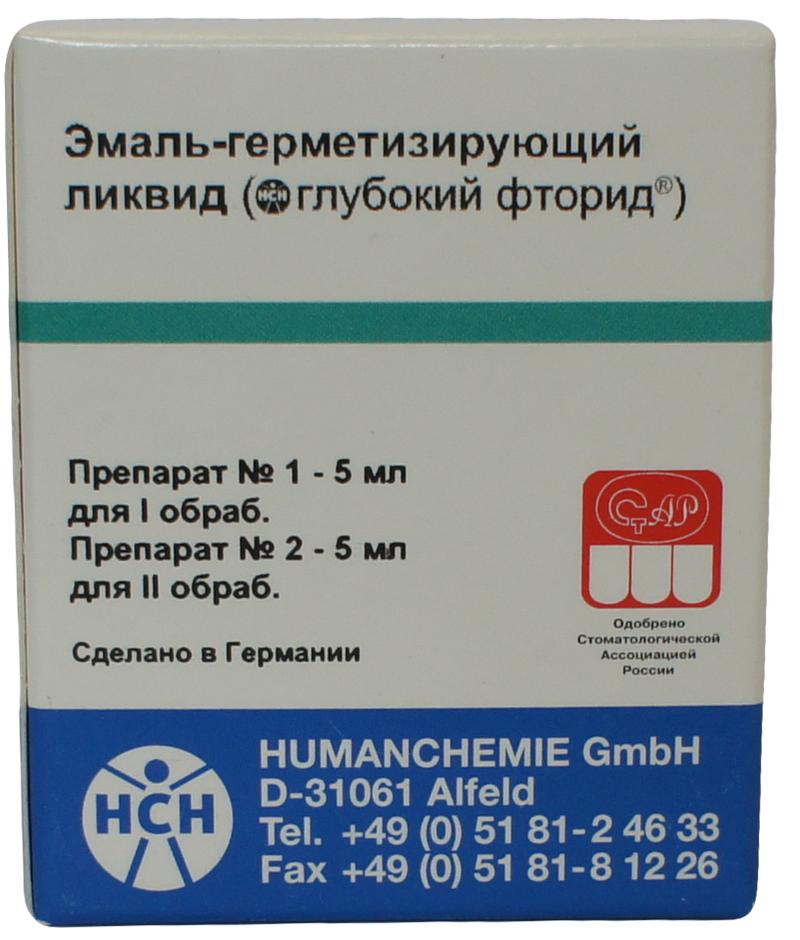 Эмаль-герметизирующий
ликвид (HCH глубокий фторид®)
Препарат № 1 - 5 мл
для I обраб.
Препарат № 2 - 5 мл
для II обраб.
Сделано в Германии
СТАР
Одобрено
Стоматологической
Ассоциацией
России
HCH
HUMANCHEMIE GmbH
D-31061 Alfeld
Tel. +49 (0) 51 81-2 46 33
Fax +49 (0) 51 81-8 12 26